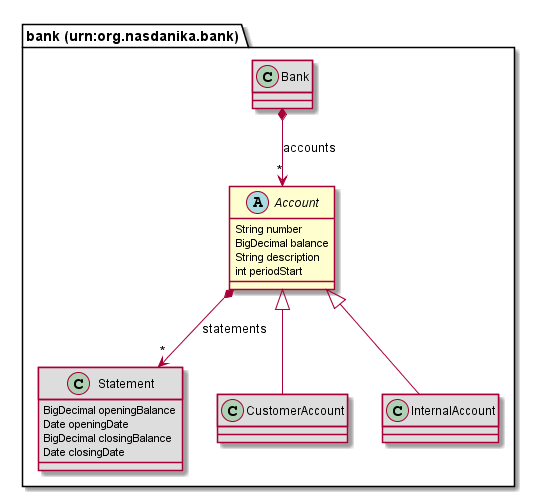 bank (urn:org.nasdanika.bank)
C Bank
accounts
*
A Account
String number
BigDecimal balance
String description
int periodStart
statements
*
C Statement
BigDecimal openingBalance
Date openingDate
BigDecimal closingBalance
Date closingDate
C CustomerAccount
C InternalAccount